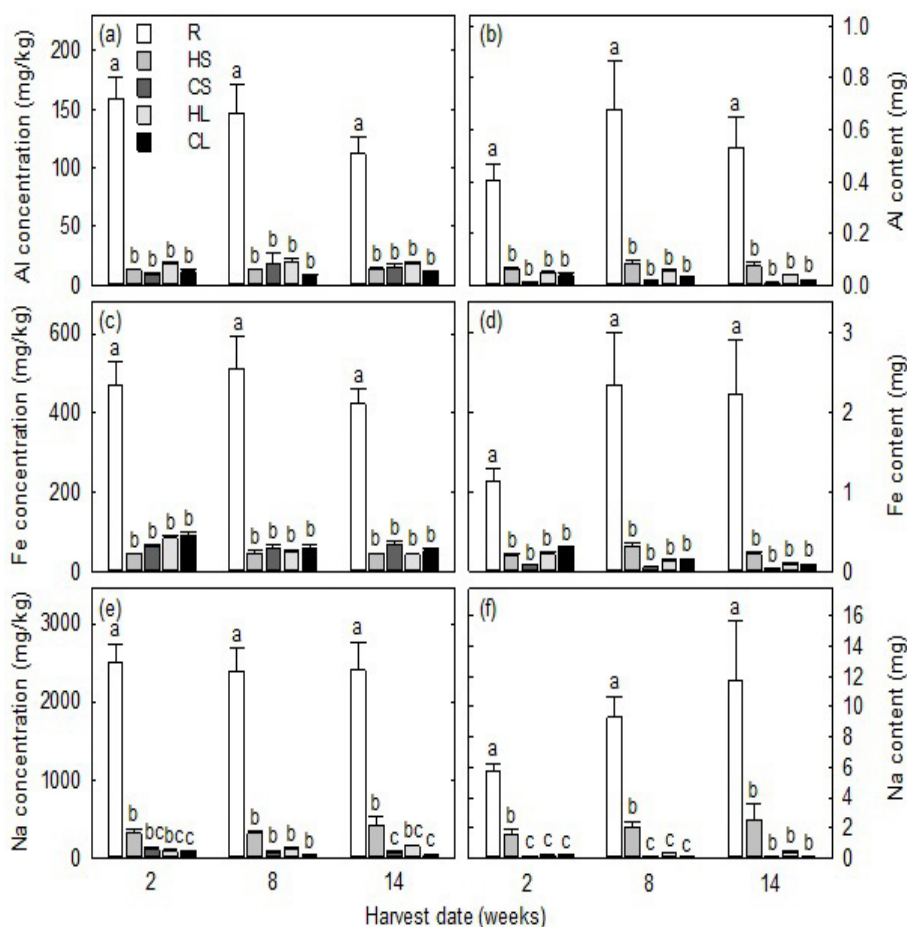 (a)
R
HS
CS
HL
CL
Al concentration (mg/kg)
200
150
100
50
0
a
b b b b
a
b b b b
a
b b b b
(b)
Al content (mg)
1.0
0.8
0.6
0.4
0.2
0.0
a
b b b b
a
b b b b
a
b b b b
(c)
Fe concentration (mg/kg)
600
400
200
0
a
b b b b
a
b b b b
a
b b b b
(d)
Fe content (mg)
3
2
1
0
a
b b b b
a
b b b b
a
b b b b
(e)
Na concentration (mg/kg)
3000
2000
1000
0
a
b bc bc c
a
b b b b
a
b c bc c
(f)
Na content (mg)
16
14
12
10
8
6
4
2
0
a
b c c c
a
b c c c
a
b b b b
2 8 14 2 8 14
Harvest date (weeks)